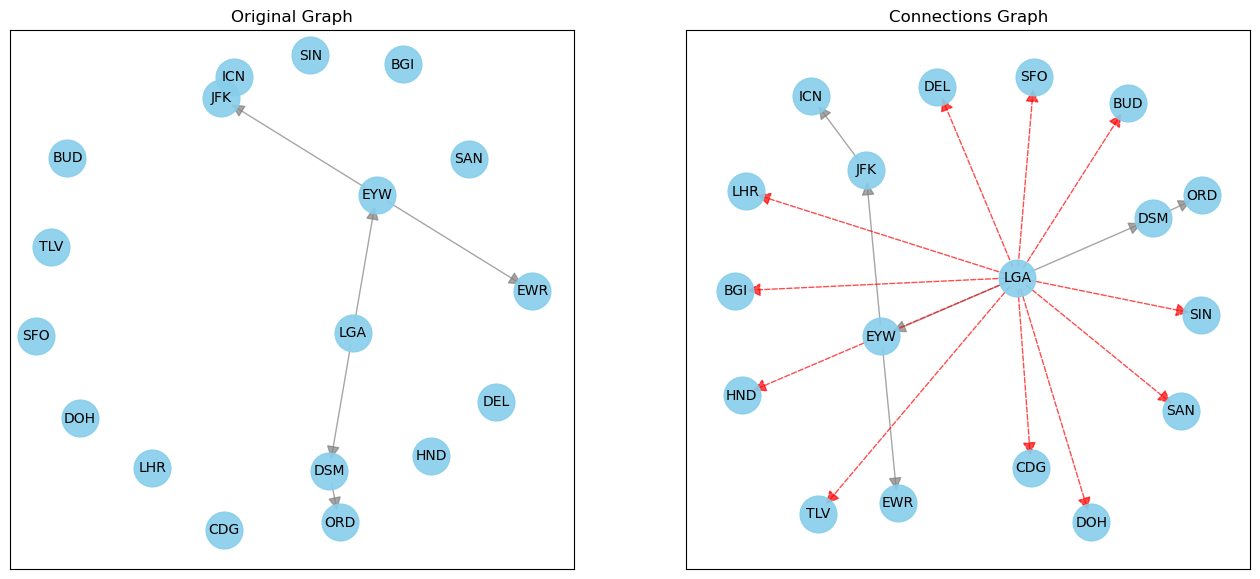 Original Graph
SIN
BGI
ICN
JFK
BUD
SAN
EYW
TLV
EWR
SFO
LGA
DEL
DOH
HND
LHR
DSM
ORD
CDG
Connections Graph
SFO
DEL
ICN
BUD
JFK
LHR
ORD
DSM
LGA
BGI
SIN
EYW
HND
SAN
CDG
EWR
TLV
DOH